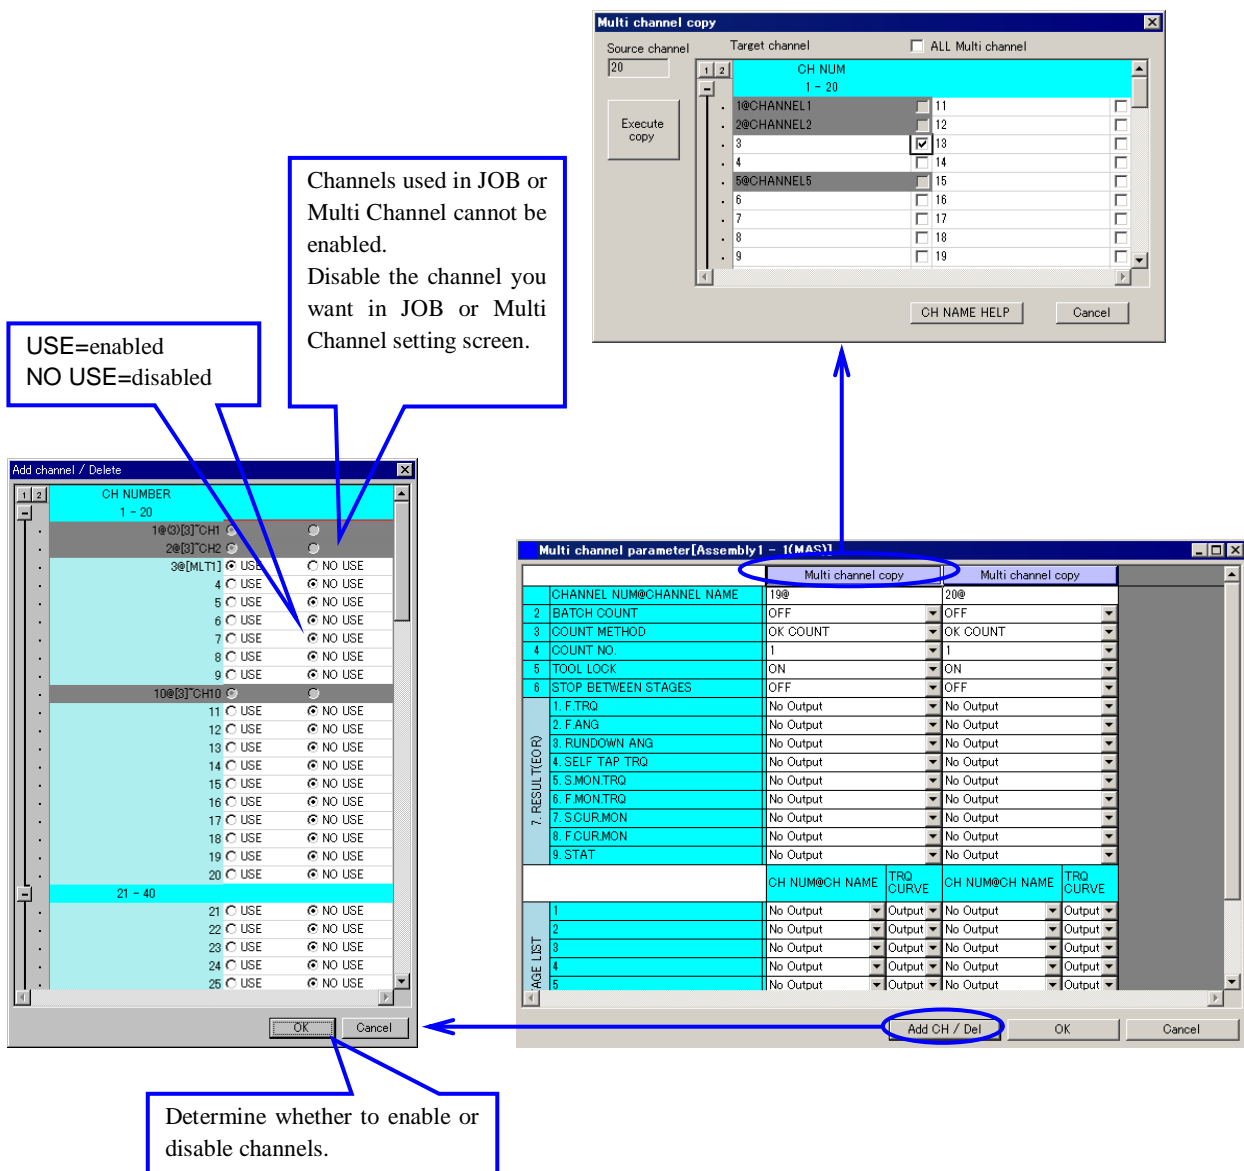 Multi channel copy
Source channel
Target channel
ALL Multi channel
20
1 2
CH NUM
1 - 20
Execute
copy
1@CHANNEL1
11
2@CHANNEL2
12
3
13
4
14
5@CHANNEL5
15
6
16
7
17
8
18
9
19
CH NAME HELP
Cancel
Channels used in JOB or
Multi Channel cannot be
enabled.
Disable the channel you
want in JOB or Multi
Channel setting screen.
USE=enabled
NO USE=disabled
Add channel / Delete
1 2
CH NUMBER
1 - 20
1@(3)[3]~CH1
2@[3]~CH2
3@[MLT1] USE NO USE
4 USE NO USE
5 USE NO USE
6 USE NO USE
7 USE NO USE
8 USE NO USE
9 USE NO USE
10@[3]~CH10
11 USE NO USE
12 USE NO USE
13 USE NO USE
14 USE NO USE
15 USE NO USE
16 USE NO USE
17 USE NO USE
18 USE NO USE
19 USE NO USE
20 USE NO USE
21 - 40
21 USE NO USE
22 USE NO USE
23 USE NO USE
24 USE NO USE
25 USE NO USE
OK
Cancel
Multi channel parameter[Assembly1 - 1(MAS)]
Multi channel copy Multi channel copy
CHANNEL NUM@CHANNEL NAME 19@ 20@
2 BATCH COUNT OFF OFF
3 COUNT METHOD OK COUNT OK COUNT
4 COUNT NO. 1 1
5 TOOL LOCK ON ON
6 STOP BETWEEN STAGES OFF OFF
7. RESULT(EOR)
1. F.TRQ No Output No Output
2. F.ANG No Output No Output
3. RUNDOWN ANG No Output No Output
4. SELF TAP TRQ No Output No Output
5. S.MON.TRQ No Output No Output
6. F.MON.TRQ No Output No Output
7. S.CUR.MON No Output No Output
8. F.CUR.MON No Output No Output
9. STAT No Output No Output
CH NUM@CH NAME TRQ CURVE CH NUM@CH NAME TRQ CURVE
AGE LIST
1 No Output Output No Output Output
2 No Output Output No Output Output
3 No Output Output No Output Output
4 No Output Output No Output Output
5 No Output Output No Output Output
Add CH / Del
OK
Cancel
Determine whether to enable or
disable channels.